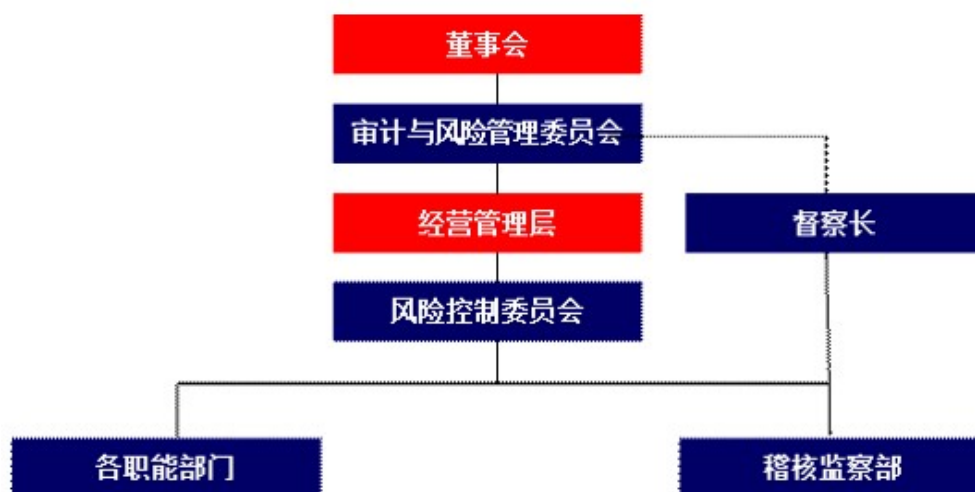 董事会
审计与风险管理委员会
经营管理层
督察长
风险控制委员会
各职能部门
稽核监察部